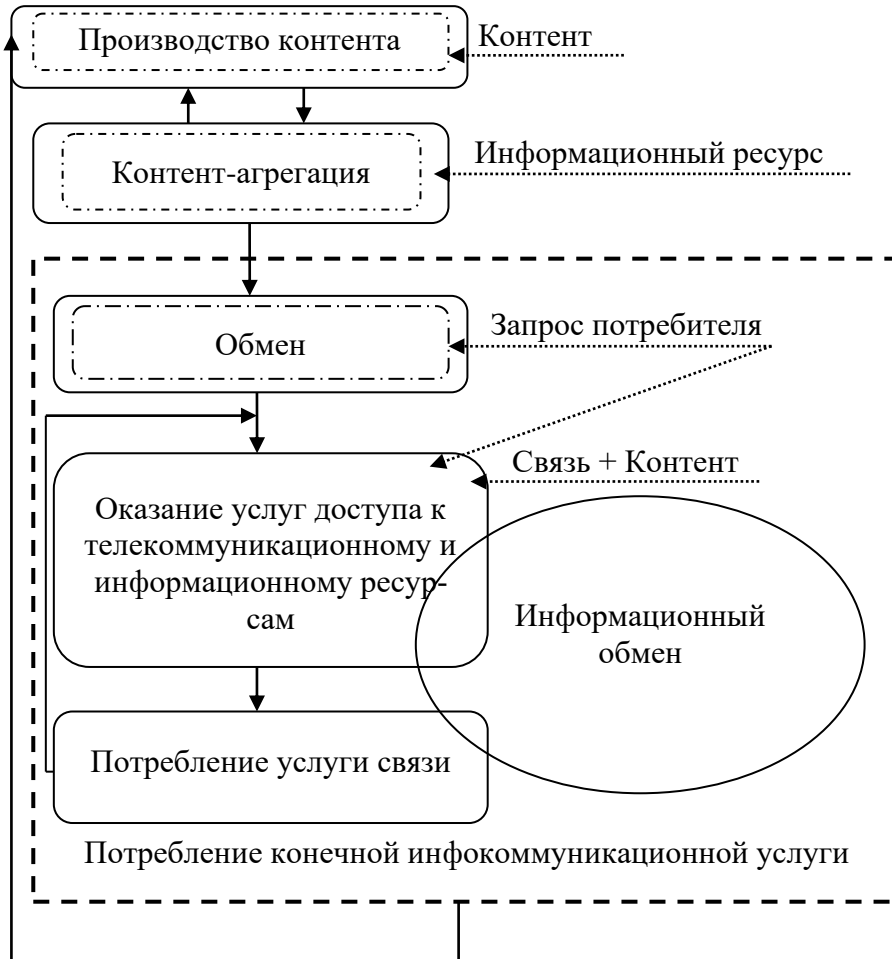 Производство контента
Контент
Контент-агрегация
Информационный ресурс
Обмен
Запрос потребителя
Связь + Контент
Оказание услуг доступа к
телекоммуникационному и
информационному ресур-
сам
Информационный
обмен
Потребление услуги связи
Потребление конечной инфокоммуникационной услуги